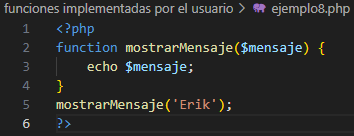 funciones implementadas por el usuario > ejemplo8.php
1 <?php
2 function mostrarMensaje($mensaje) {
3     echo $mensaje;
4 }
5 mostrarMensaje('Erik');
6 ?>